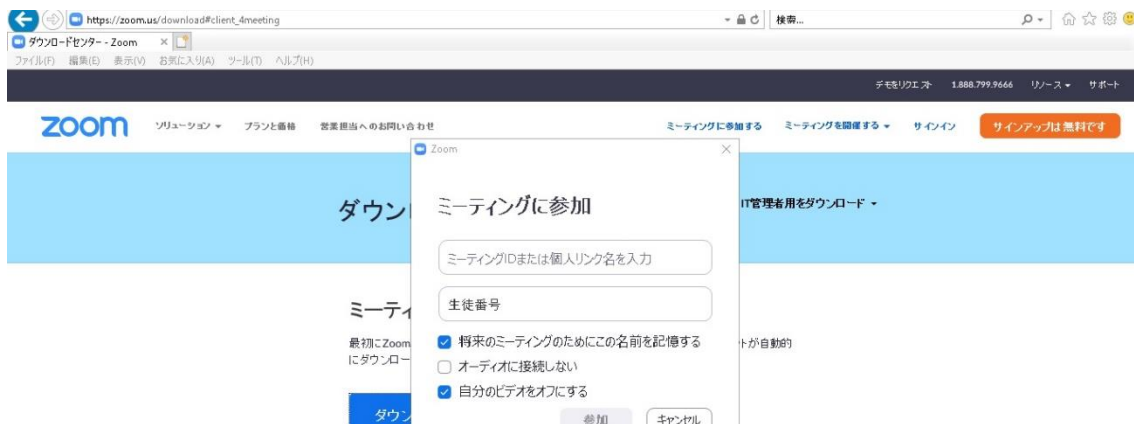 https://zoom.us/download#client_4meeting
検索...
ダウンロードセンター - Zoom
ファイル(F) 編集(E) 表示(V) お気に入り(A) ツール(T) ヘルプ(H)
デモをリクエスト 1.888.799.9666 リソース サポート
zoom ソリューション プランと価格 営業担当へのお問い合わせ ミーティングに参加する ミーティングを開催する サインイン サインアップは無料です
Zoom
ダウン
IT管理者用をダウンロード
ミーティングに参加
ミーティングIDまたは個人リンク名を入力
生徒番号
将来のミーティングのためにこの名前を記憶する
オーディオに接続しない
自分のビデオをオフにする
参加 キャンセル
ミーティ
最初にZoom
トが自動的
にダウンロー
ダウン